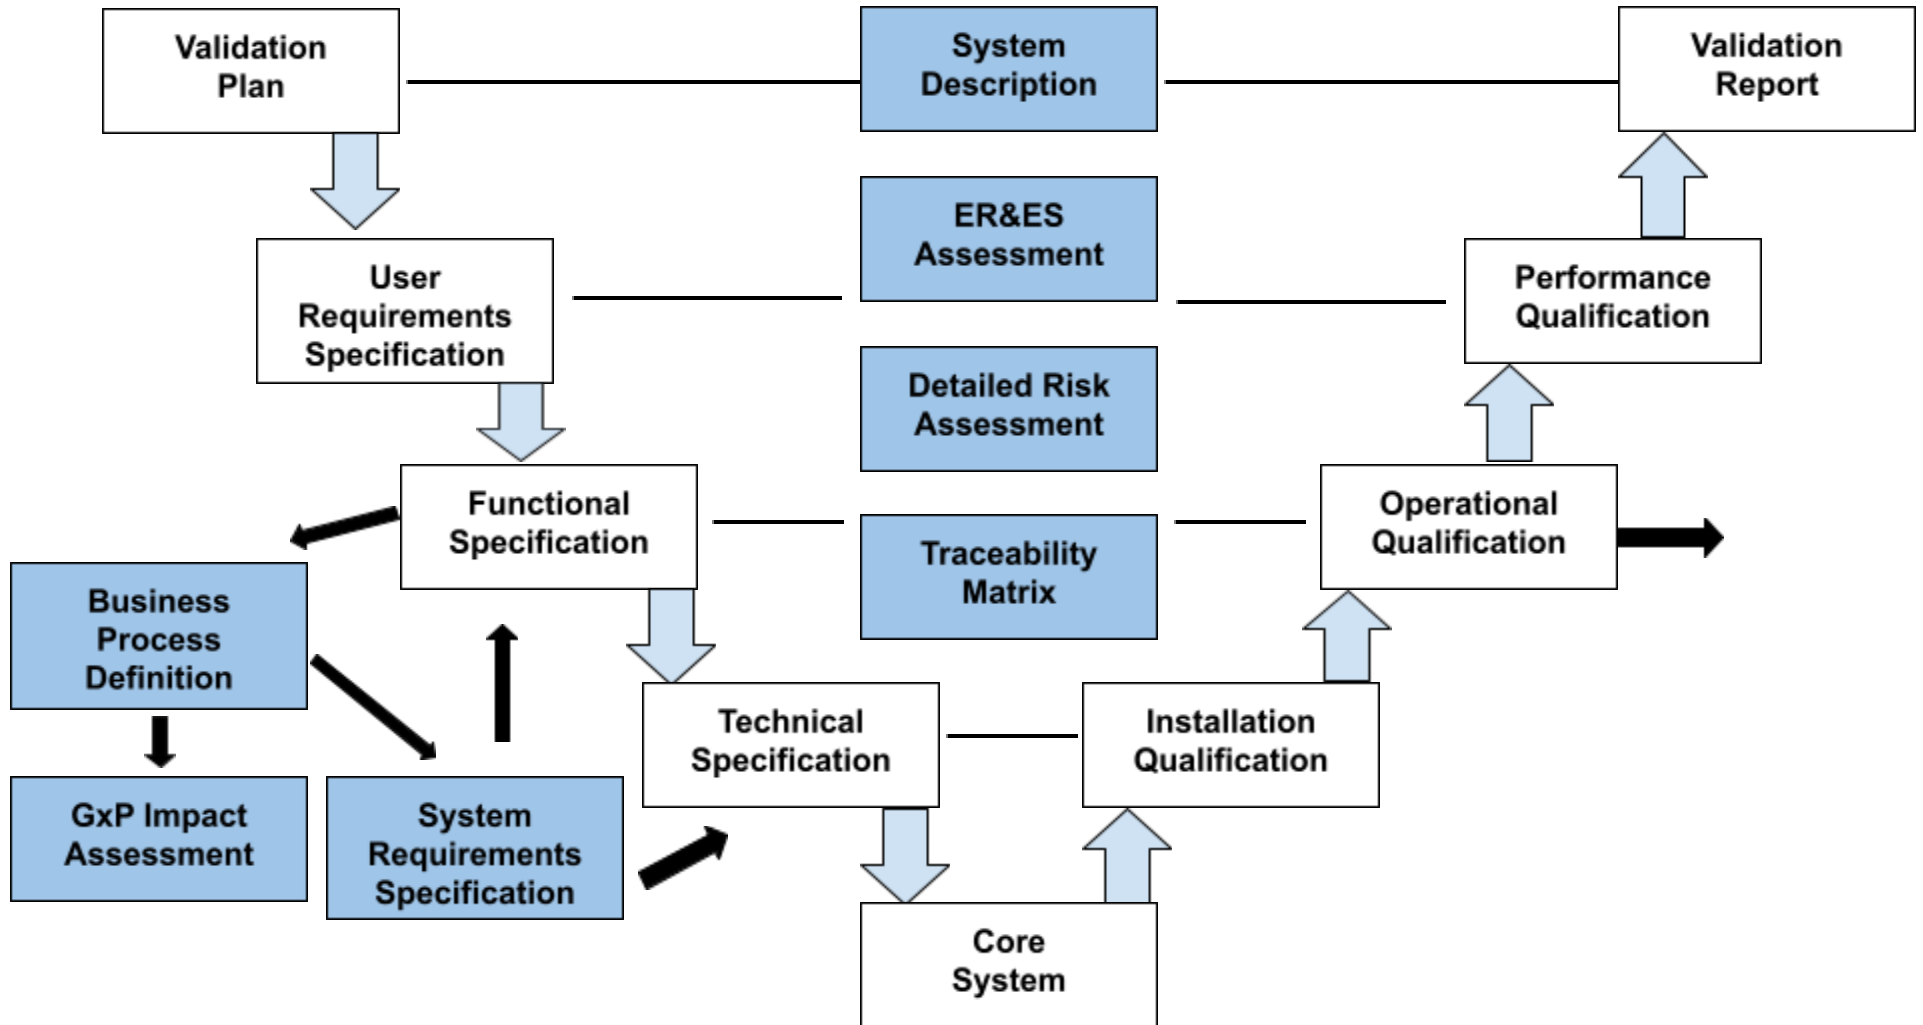 Validation
Plan
System
Description
Validation
Report
ER&ES
Assessment
User
Requirements
Specification
Performance
Qualification
Detailed Risk
Assessment
Functional
Specification
Operational
Qualification
Traceability
Matrix
Business
Process
Definition
Technical
Specification
Installation
Qualification
GxP Impact
Assessment
System
Requirements
Specification
Core
System